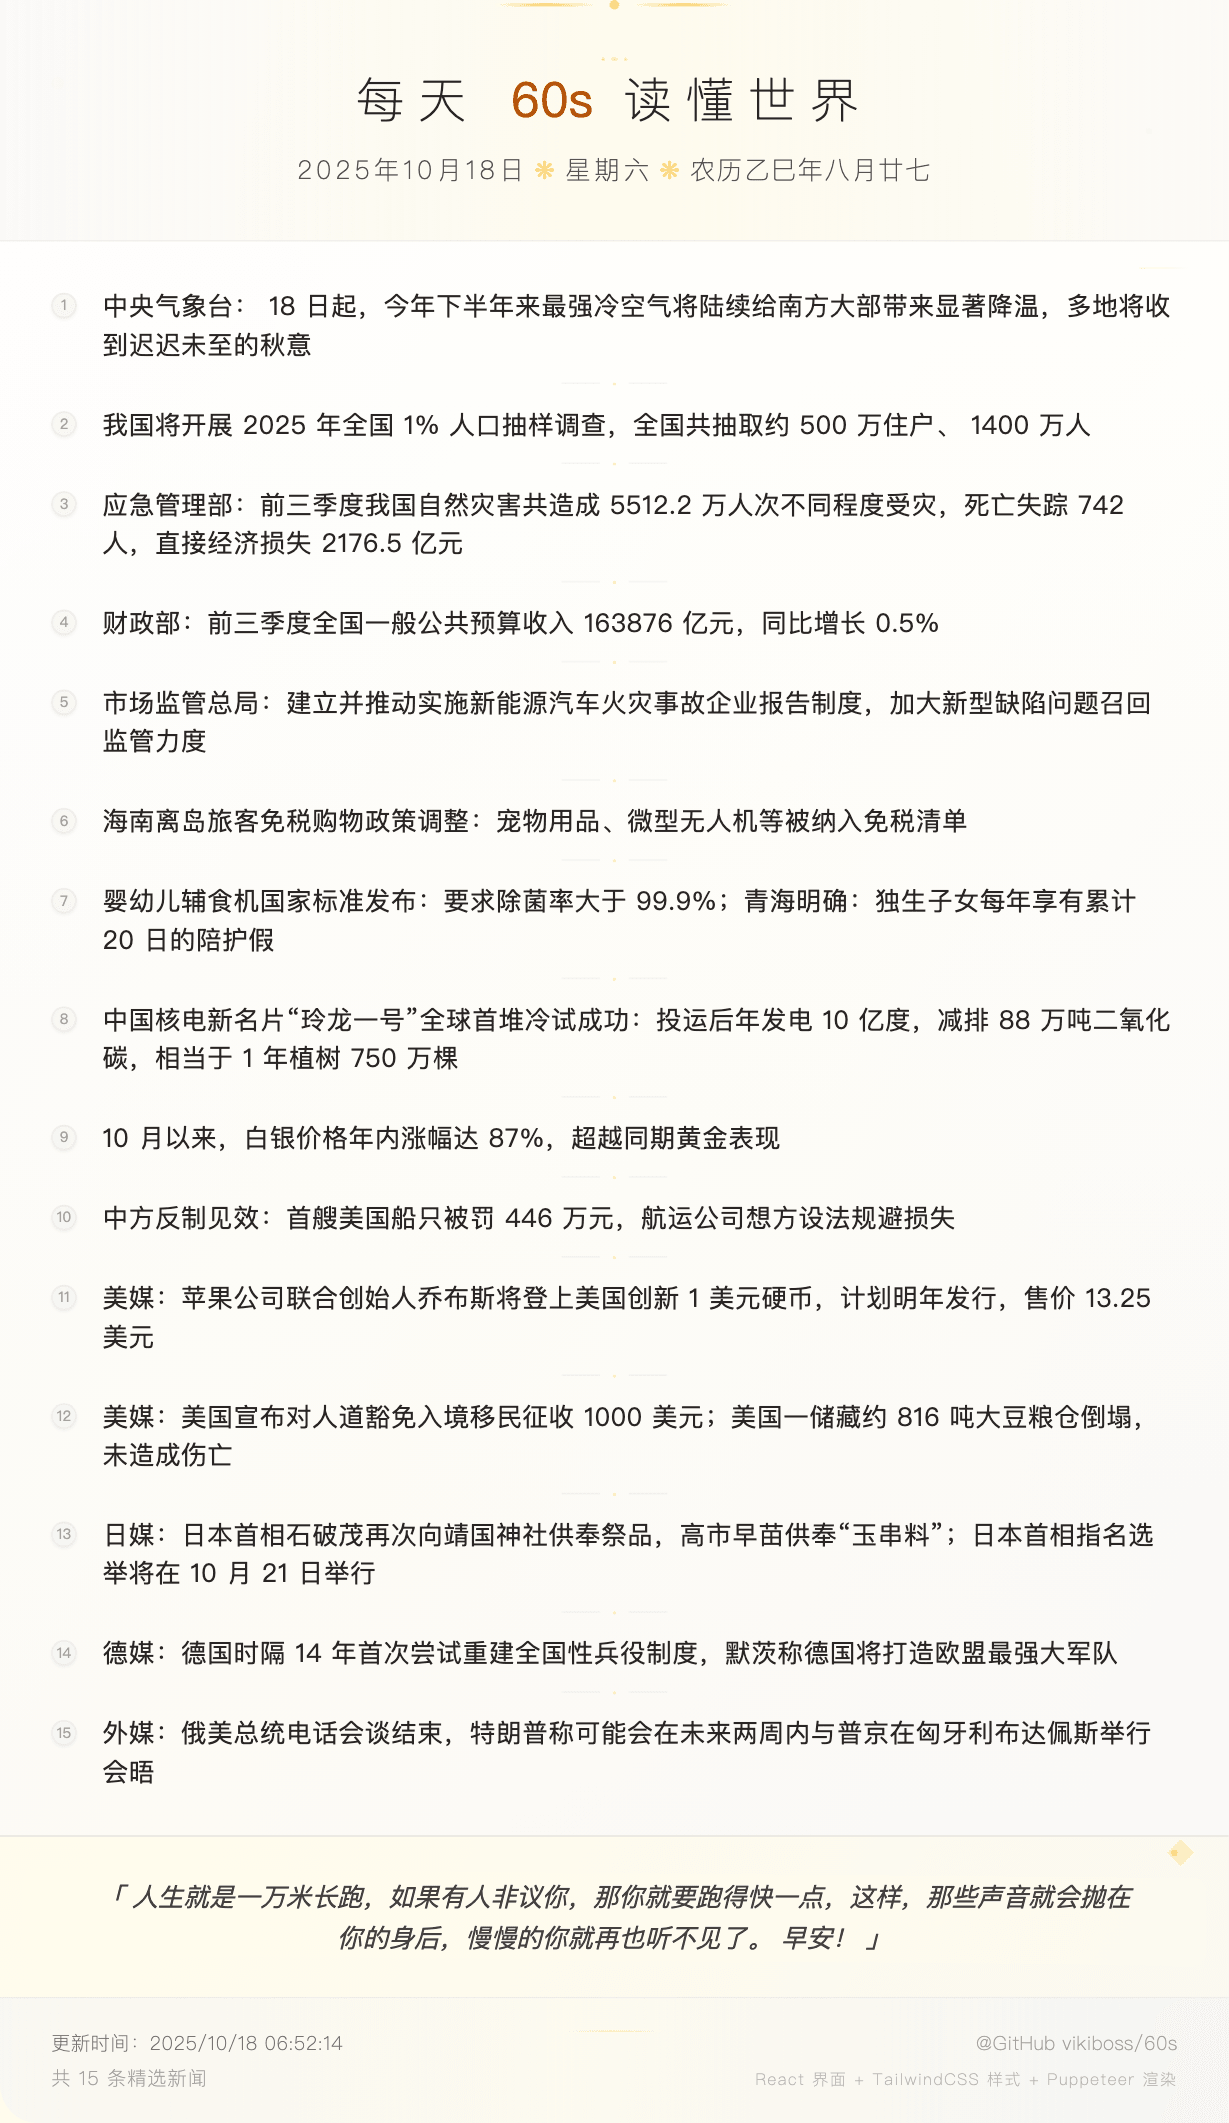 每天 60s 读懂世界
2025年10月18日 ❋ 星期六 ❋ 农历乙巳年八月廿七
1 中央气象台： 18 日起，今年下半年来最强冷空气将陆续给南方大部带来显著降温，多地将收
到迟迟未至的秋意
2 我国将开展 2025 年全国 1% 人口抽样调查，全国共抽取约 500 万住户、 1400 万人
3 应急管理部：前三季度我国自然灾害共造成 5512.2 万人次不同程度受灾，死亡失踪 742
人，直接经济损失 2176.5 亿元
4 财政部：前三季度全国一般公共预算收入 163876 亿元，同比增长 0.5%
5 市场监管总局：建立并推动实施新能源汽车火灾事故企业报告制度，加大新型缺陷问题召回
监管力度
6 海南离岛旅客免税购物政策调整：宠物用品、微型无人机等被纳入免税清单
7 婴幼儿辅食机国家标准发布：要求除菌率大于 99.9%；青海明确：独生子女每年享有累计
20 日的陪护假
8 中国核电新名片“玲龙一号”全球首堆冷试成功：投运后年发电 10 亿度，减排 88 万吨二氧化
碳，相当于 1 年植树 750 万棵
9 10 月以来，白银价格年内涨幅达 87%，超越同期黄金表现
10 中方反制见效：首艘美国船只被罚 446 万元，航运公司想方设法规避损失
11 美媒：苹果公司联合创始人乔布斯将登上美国创新 1 美元硬币，计划明年发行，售价 13.25
美元
12 美媒：美国宣布对人道豁免入境移民征收 1000 美元；美国一储藏约 816 吨大豆粮仓倒塌，
未造成伤亡
13 日媒：日本首相石破茂再次向靖国神社供奉祭品，高市早苗供奉“玉串料”；日本首相指名选
举将在 10 月 21 日举行
14 德媒：德国时隔 14 年首次尝试重建全国性兵役制度，默茨称德国将打造欧盟最强大军队
15 外媒：俄美总统电话会谈结束，特朗普称可能会在未来两周内与普京在匈牙利布达佩斯举行
会晤
「 人生就是一万米长跑，如果有人非议你，那你就要跑得快一点，这样，那些声音就会抛在
你的身后，慢慢的你就再也听不见了。 早安！ 」
更新时间：2025/10/18 06:52:14
@GitHub vikiboss/60s
共 15 条精选新闻
React 界面 + TailwindCSS 样式 + Puppeteer 渲染